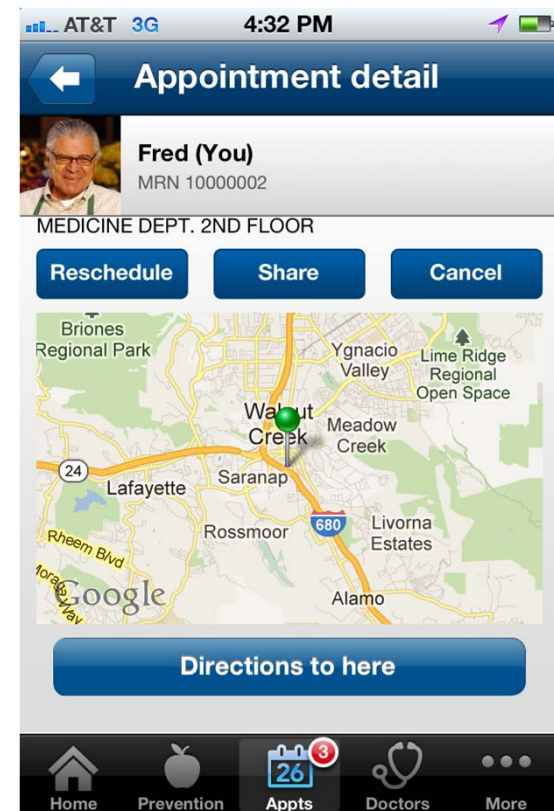 AT&T 3G 4:32 PM
Appointment detail
Fred (You)
MRN 10000002
MEDICINE DEPT. 2ND FLOOR
Reschedule Share Cancel
Briones
Regional Park
Ygnacio
Valley
Lime Ridge
Regional
Open Space
Walnut
Creek
Meadow
Creek
24
Lafayette
Saranap
Rossmoor
680
Livorna
Estates
Rheem Blvd
Moraga Way
Google
Alamo
Directions to here
3
26
Home Prevention Appts Doctors More